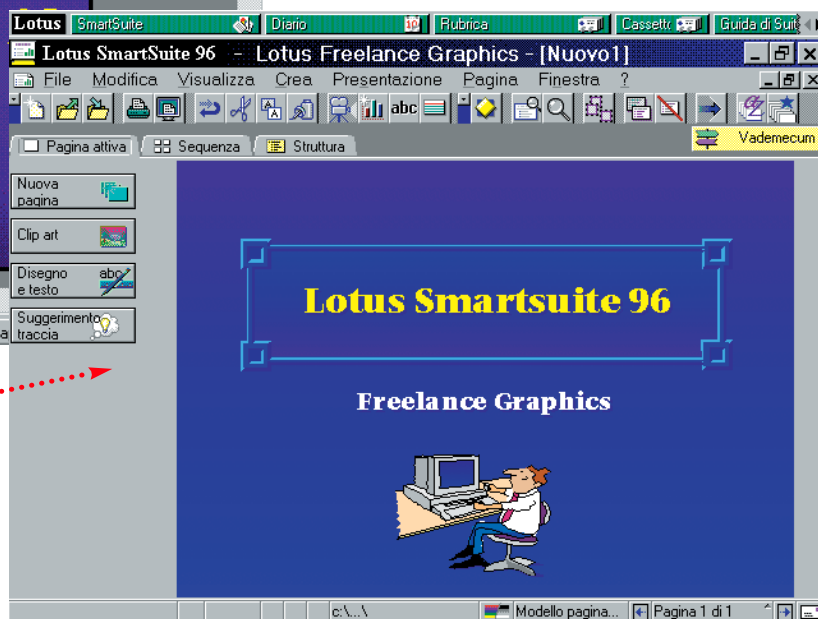 Lotus SmartSuite Diario 10 Rubrica Cassetto Guida di Suite
Lotus SmartSuite 96 - Lotus Freelance Graphics - [Nuovo1]
File Modifica Visualizza Crea Presentazione Pagina Finestra ?
abc
Vademecum
Pagina attiva Sequenza Struttura
Nuova
pagina
Clip art
Disegno
e testo
abc
Suggerimento
traccia
Lotus Smartsuite 96
Freelance Graphics
c:\...\ Modello pagina... Pagina 1 di 1